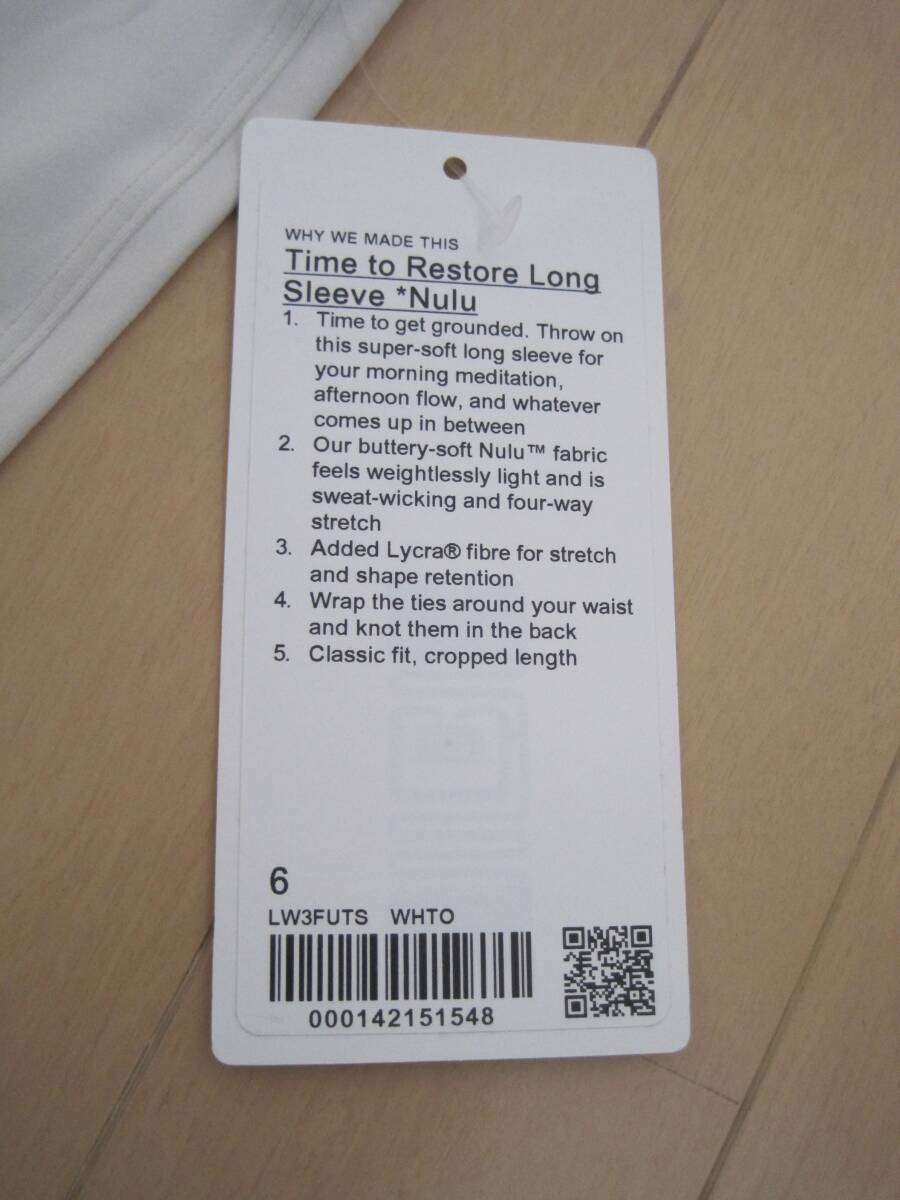 WHY WE MADE THIS
Time to Restore Long
Sleeve *Nulu
1. Time to get grounded. Throw on
this super-soft long sleeve for
your morning meditation,
afternoon flow, and whatever
comes up in between
2. Our buttery-soft Nulu™ fabric
feels weightlessly light and is
sweat-wicking and four-way
stretch
3. Added Lycra® fibre for stretch
and shape retention
4. Wrap the ties around your waist
and knot them in the back
5. Classic fit, cropped length
6
LW3FUTS WHTO
000142151548